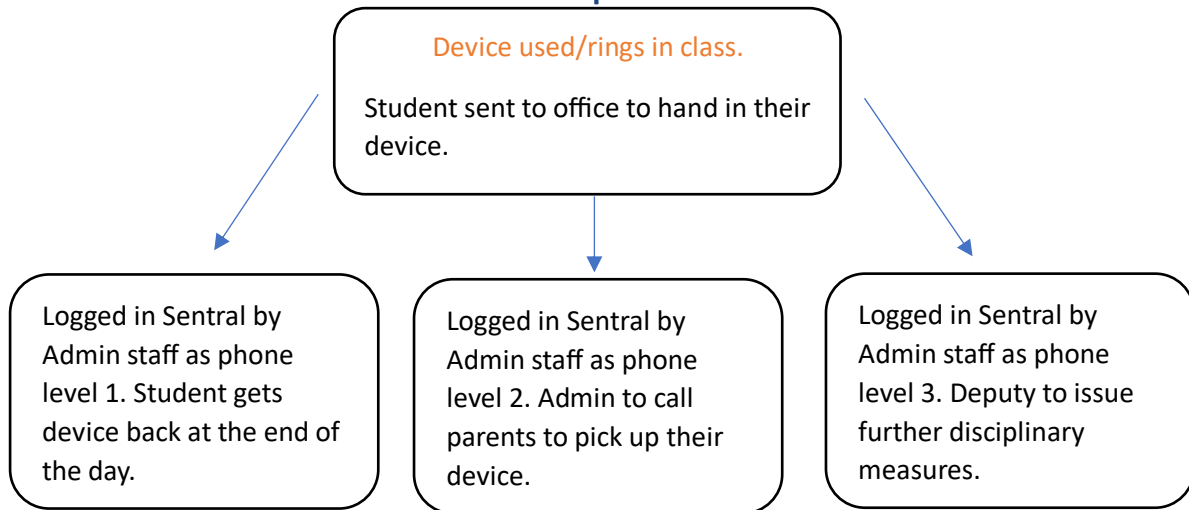 Device used/rings in class.
Student sent to office to hand in their
device.
Logged in Sentral by
Admin staff as phone
level 1. Student gets
device back at the end of
the day.
Logged in Sentral by
Admin staff as phone
level 2. Admin to call
parents to pick up their
device.
Logged in Sentral by
Admin staff as phone
level 3. Deputy to issue
further disciplinary
measures.